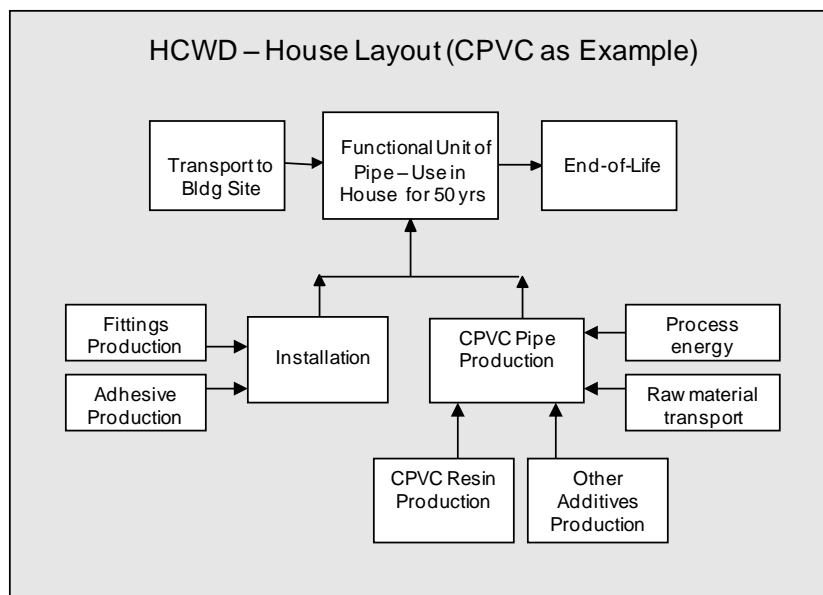 HCWD – House Layout (CPVC as Example)
Transport to
Bldg Site
Functional Unit of
Pipe – Use in
House for 50 yrs
End-of-Life
Fittings
Production
Adhesive
Production
Installation
CPVC Pipe
Production
Process
energy
Raw material
transport
CPVC Resin
Production
Other
Additives
Production